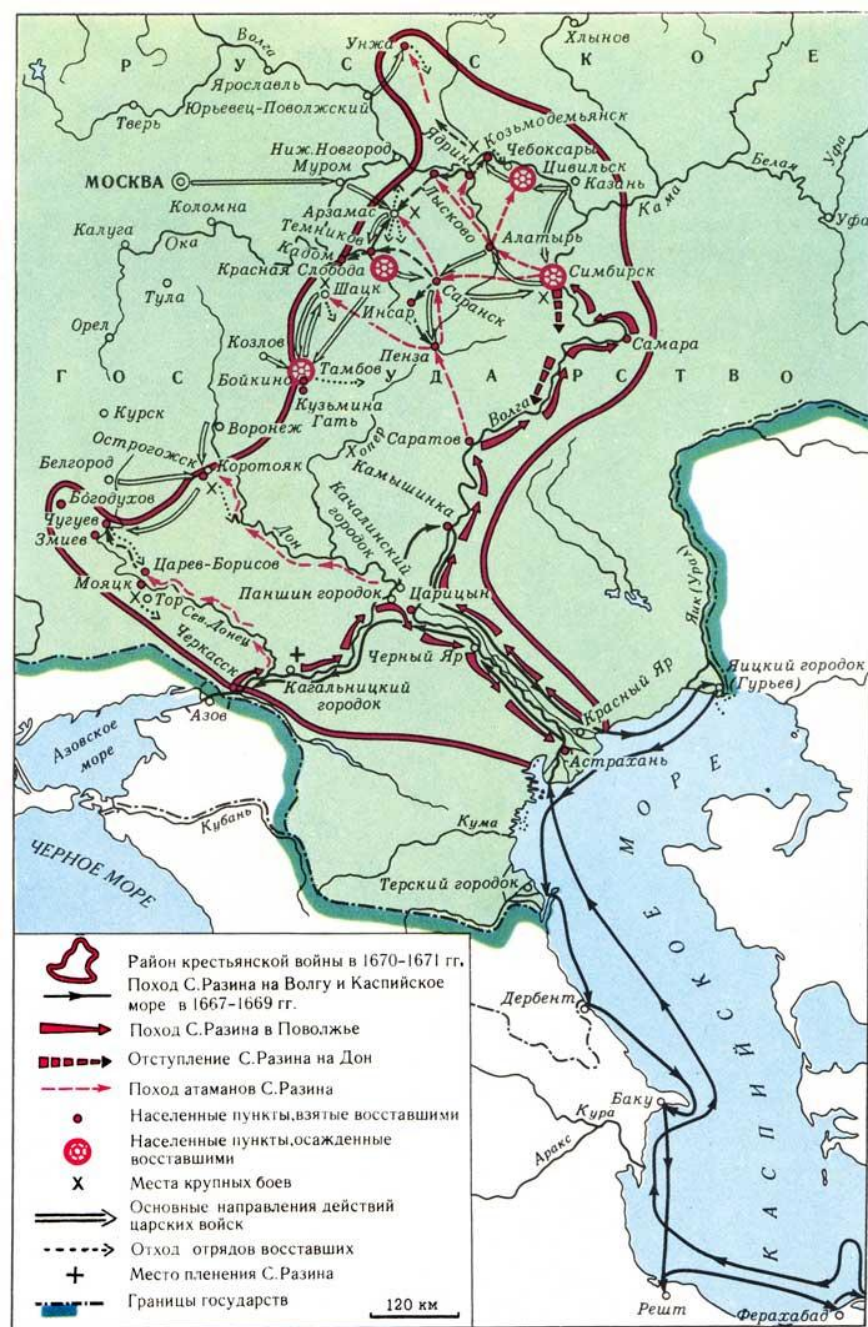 Унжа
Хлынов
Волга
Р У С С К О Е
Ярославль
Юрьевец-Поволжский
Тверь
Козьмодемьянск
Ядрин
Чебоксары
Ниж. Новгород
Цивильск
Муром
Казань
Белая
Уфа
МОСКВА
Кама
Коломна
Арзамас
Лысково
Уфа
Калуга
Темников
Алатырь
Ока
Кадом
Красная Слобода
Симбирск
Тула
Шацк
Саранск
Инсар
Орел
Козлов
Пенза
Самара
Тамбов
Бойкино
Г О С У Д А Р С Т В О
Кузьмина
Гать
Волга
Курск
Воронеж
Хопер
Саратов
Острогожск
Белгород
Коротояк
Камышинка
Богодухов
Качалинский
городок
Чугуев
Дон
Змиев
Царев-Борисов
Яик (Урал)
Мояцк
Паншин городок
Царицын
Тор
Сев. Донец
Черкасск
Черный Яр
Красный Яр
Яицкий городок
(Гурьев)
Кагальницкий
городок
Азов
Астрахань
Азовское
море
Кубань
Кума
ЧЕРНОЕ МОРЕ
Терский городок
КАСПИЙСКОЕ МОРЕ
Дербент
Баку
Кура
Аракс
Решт
Ферахабад
Район крестьянской войны в 1670-1671 гг.
Поход С.Разина на Волгу и Каспийское
море в 1667-1669 гг.
Поход С.Разина в Поволжье
Отступление С.Разина на Дон
Поход атаманов С.Разина
Населенные пункты, взятые восставшими
Населенные пункты, осажденные
восставшими
Места крупных боев
Основные направления действий
царских войск
Отход отрядов восставших
Место пленения С.Разина
Границы государств
120 км